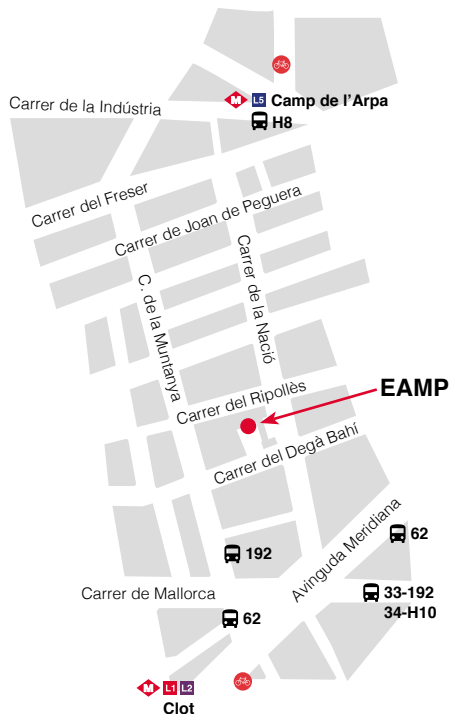 Carrer de la Indústria
M L5 Camp de l'Arpa
H8
Carrer del Freser
Carrer de Joan de Peguera
Carrer de la Nació
C. de la Muntanya
EAMP
Carrer del Ripollès
Carrer del Degà Bahí
Avinguda Meridiana
62
192
Carrer de Mallorca
33-192
34-H10
62
M L1 L2
Clot